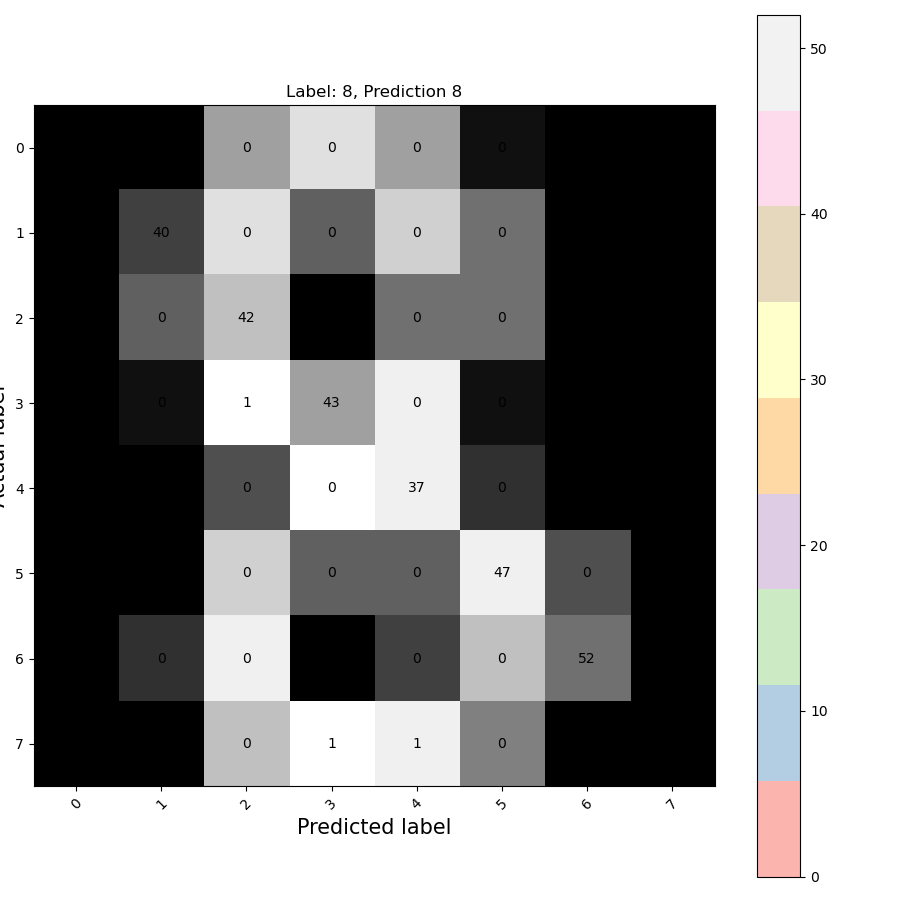 Label: 8, Prediction 8
50
40
30
20
10
0
0 0 0 0 0
1 40 0 0 0 0
2 0 42 0 0
3 0 1 43 0 0
4 0 0 37 0
5 0 0 0 47 0
6 0 0 0 0 52
7 0 1 1 0
0 1 2 3 4 5 6 7
Predicted label
Actual label